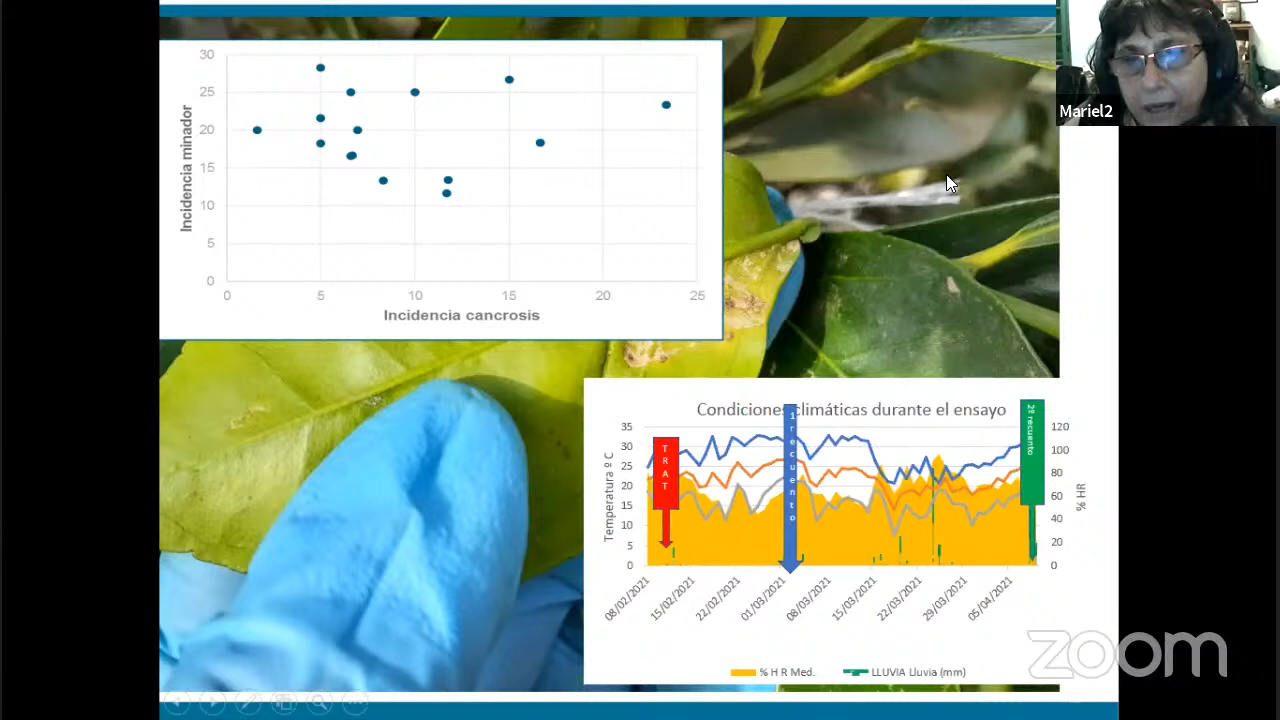 30
25
20
15
10
5
0
Incidencia minador
0 5 10 15 20 25
Incidencia cancrosis
Mariel2
Condiciones climáticas durante el ensayo
35
30
25
20
15
10
5
0
Temperatura º C
TRAT
1 recuento
2º recuento
120
100
80
60
40
20
0
% HR
08/02/2021 15/02/2021 22/02/2021 01/03/2021 08/03/2021 15/03/2021 22/03/2021 29/03/2021 05/04/2021
% H R Med. LLUVIA Lluvia (mm)
zoom